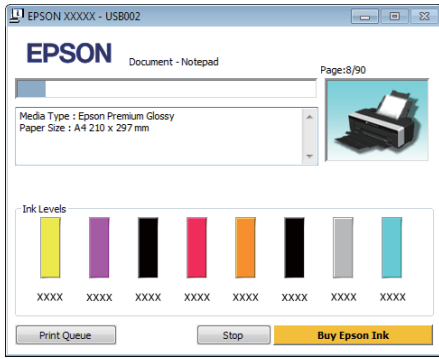 EPSON XXXXX - USB002
EPSON
Document - Notepad
Page:8/90
Media Type : Epson Premium Glossy
Paper Size : A4 210 x 297 mm
Ink Levels
XXXX XXXX XXXX XXXX XXXX XXXX XXXX XXXX
Print Queue Stop Buy Epson Ink